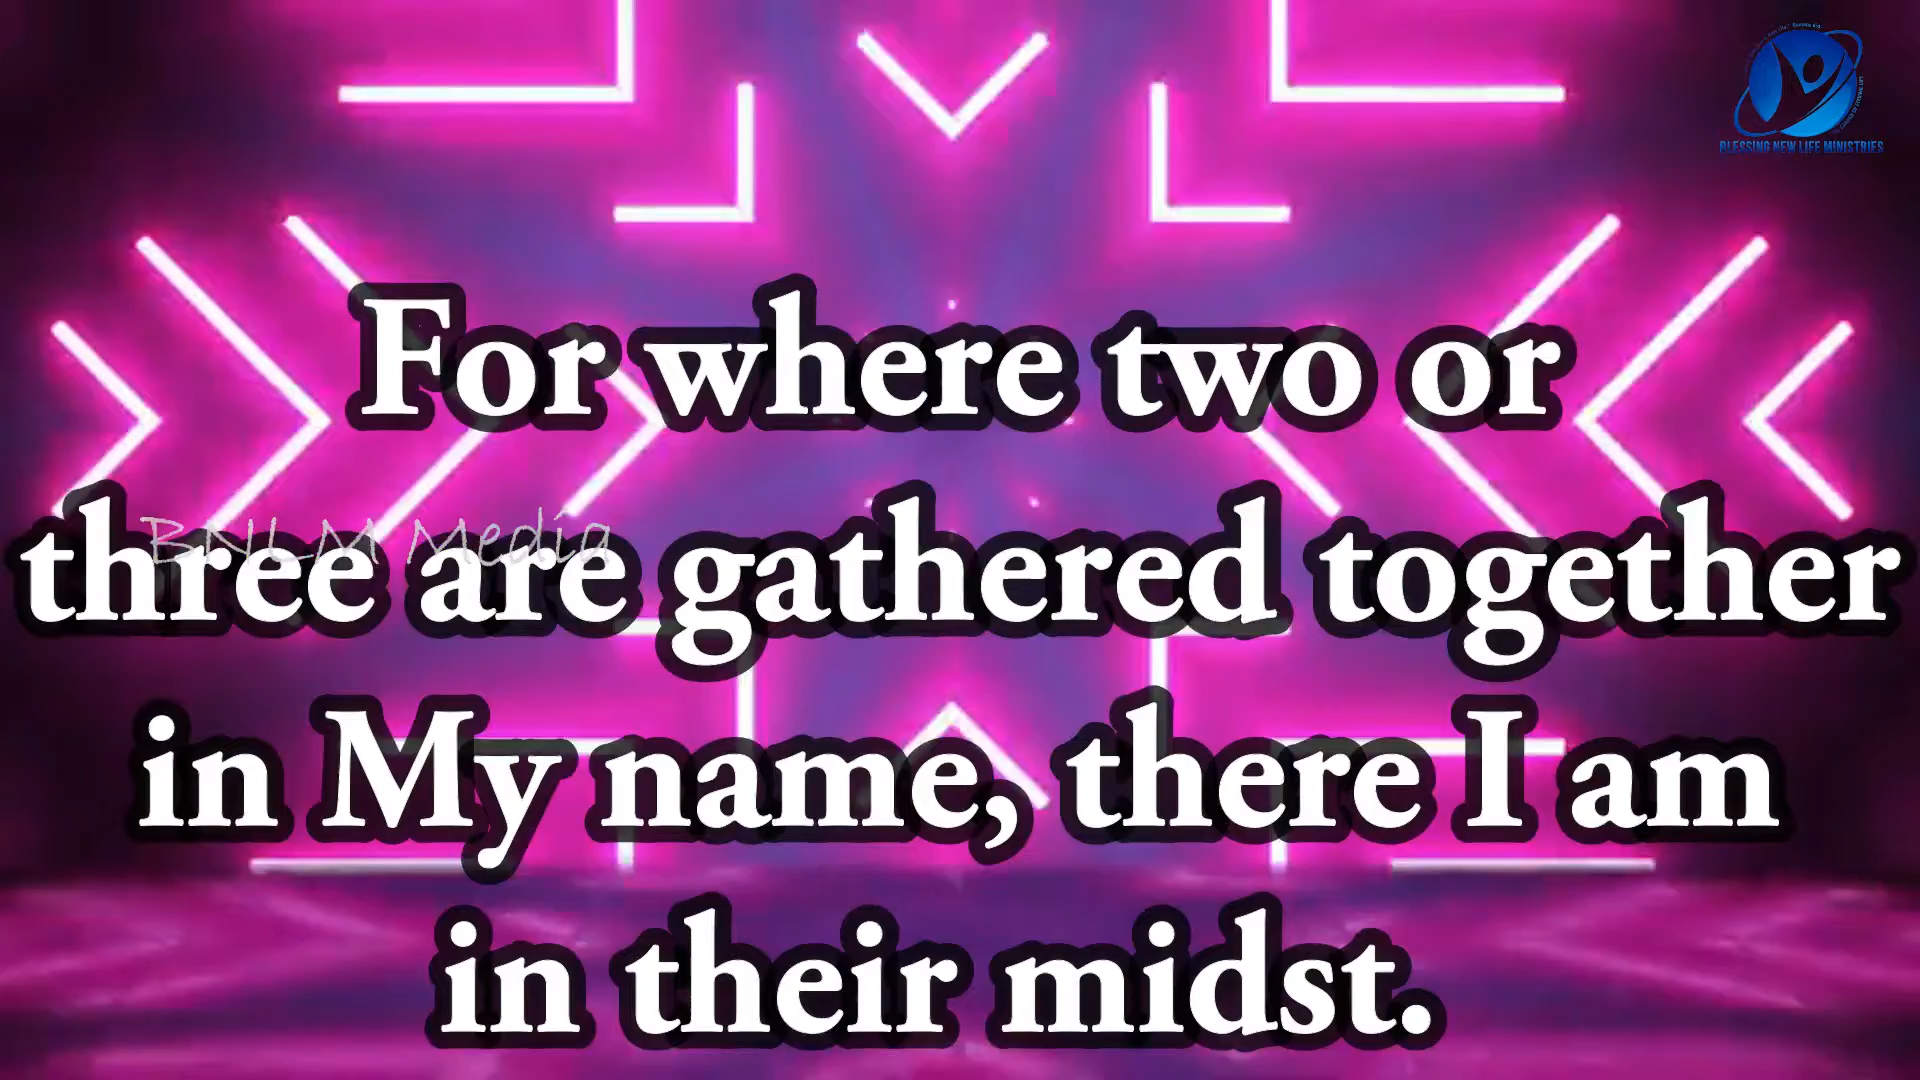 BLESSING NEW LIFE MINISTRIES
For where two or
three are gathered together
BNLM Media
in My name, there I am
in their midst.